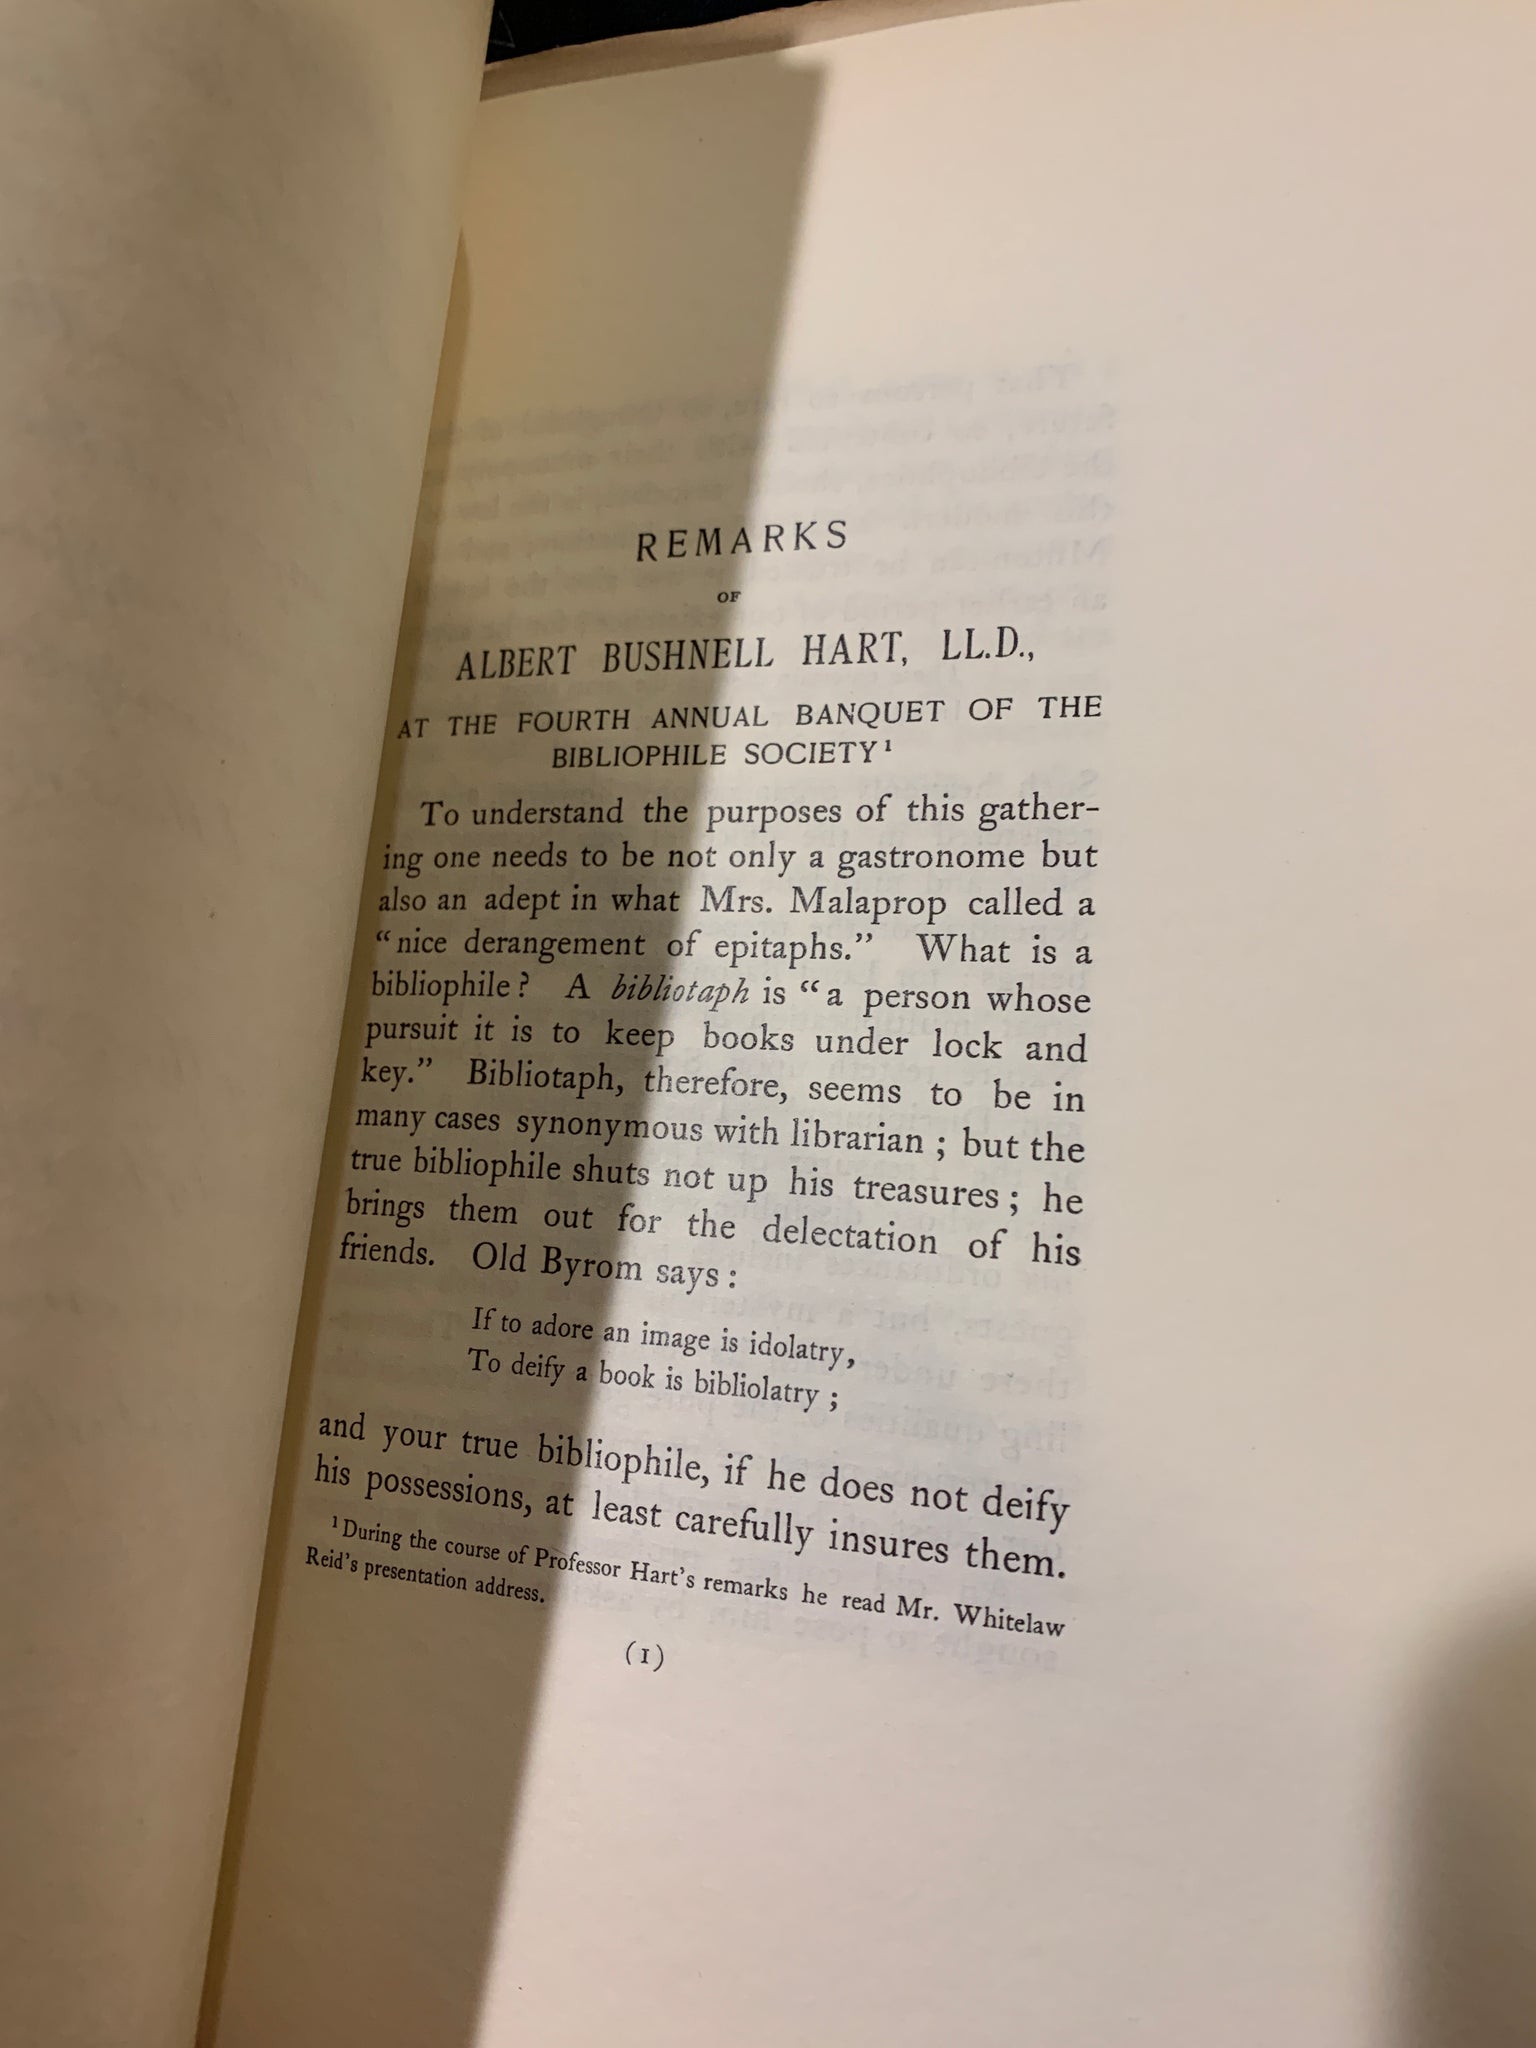 REMARKS
OF
ALBERT BUSHNELL HART, LL.D.,
AT THE FOURTH ANNUAL BANQUET OF THE
BIBLIOPHILE SOCIETY¹
To understand the purposes of this gather-
ing one needs to be not only a gastronome but
also an adept in what Mrs. Malaprop called a
“nice derangement of epitaphs.” What is a
bibliophile? A bibliotaph is “a person whose
pursuit it is to keep books under lock and
key.” Bibliotaph, therefore, seems to be in
many cases synonymous with librarian; but the
true bibliophile shuts not up his treasures; he
brings them out for the delectation of his
friends. Old Byrom says:
If to adore an image is idolatry,
To deify a book is bibliolatry;
and your true bibliophile, if he does not deify
his possessions, at least carefully insures them.
¹ During the course of Professor Hart’s remarks he read Mr. Whitelaw
Reid’s presentation address.
(1)